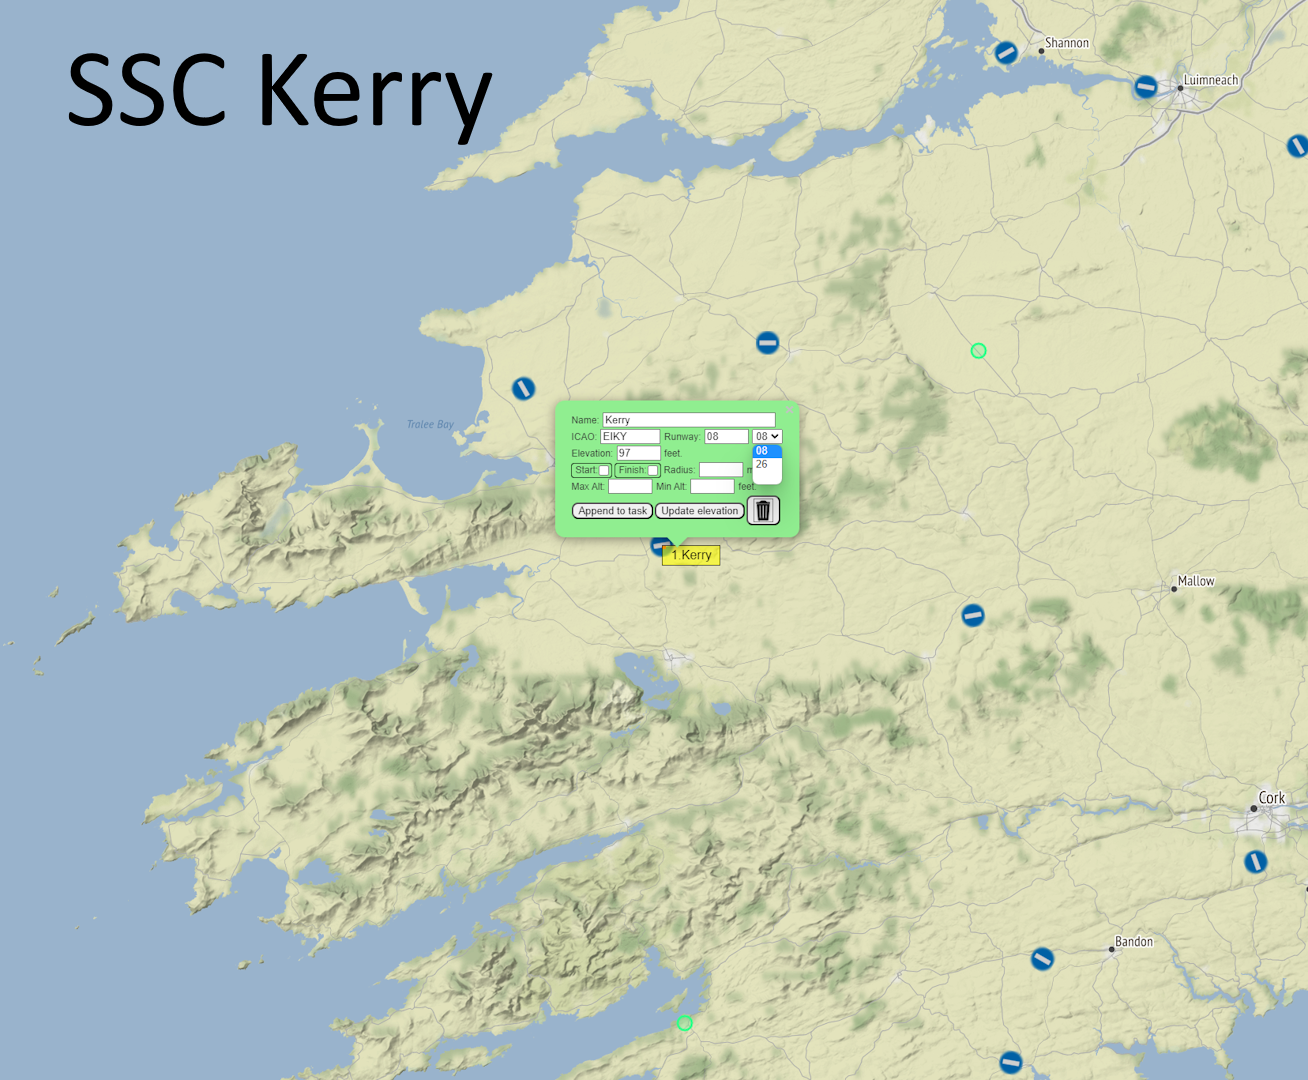 SSC Kerry
Shannon
Luimneach
Tralee Bay
Name: Kerry
ICAO: EIKY Runway: 08 08
08
26
Elevation: 97 feet.
Start: Finish: Radius: m
Max Alt: Min Alt: feet.
Append to task Update elevation
1.Kerry
Mallow
Cork
Bandon